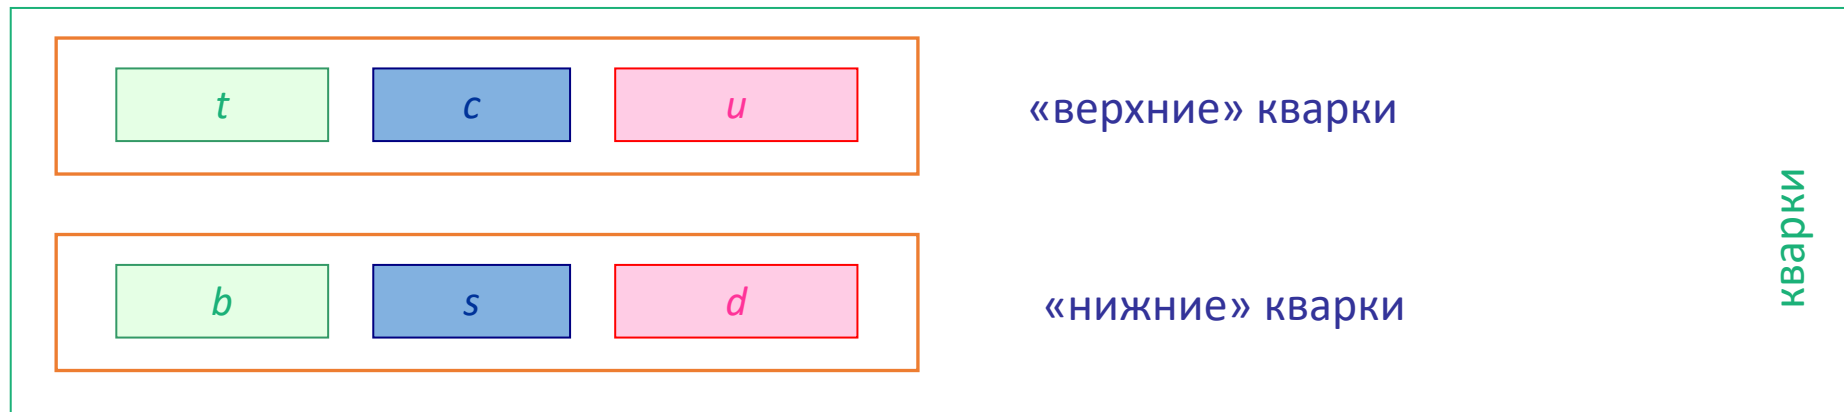 t c u «верхние» кварки
b s d «нижние» кварки
кварки